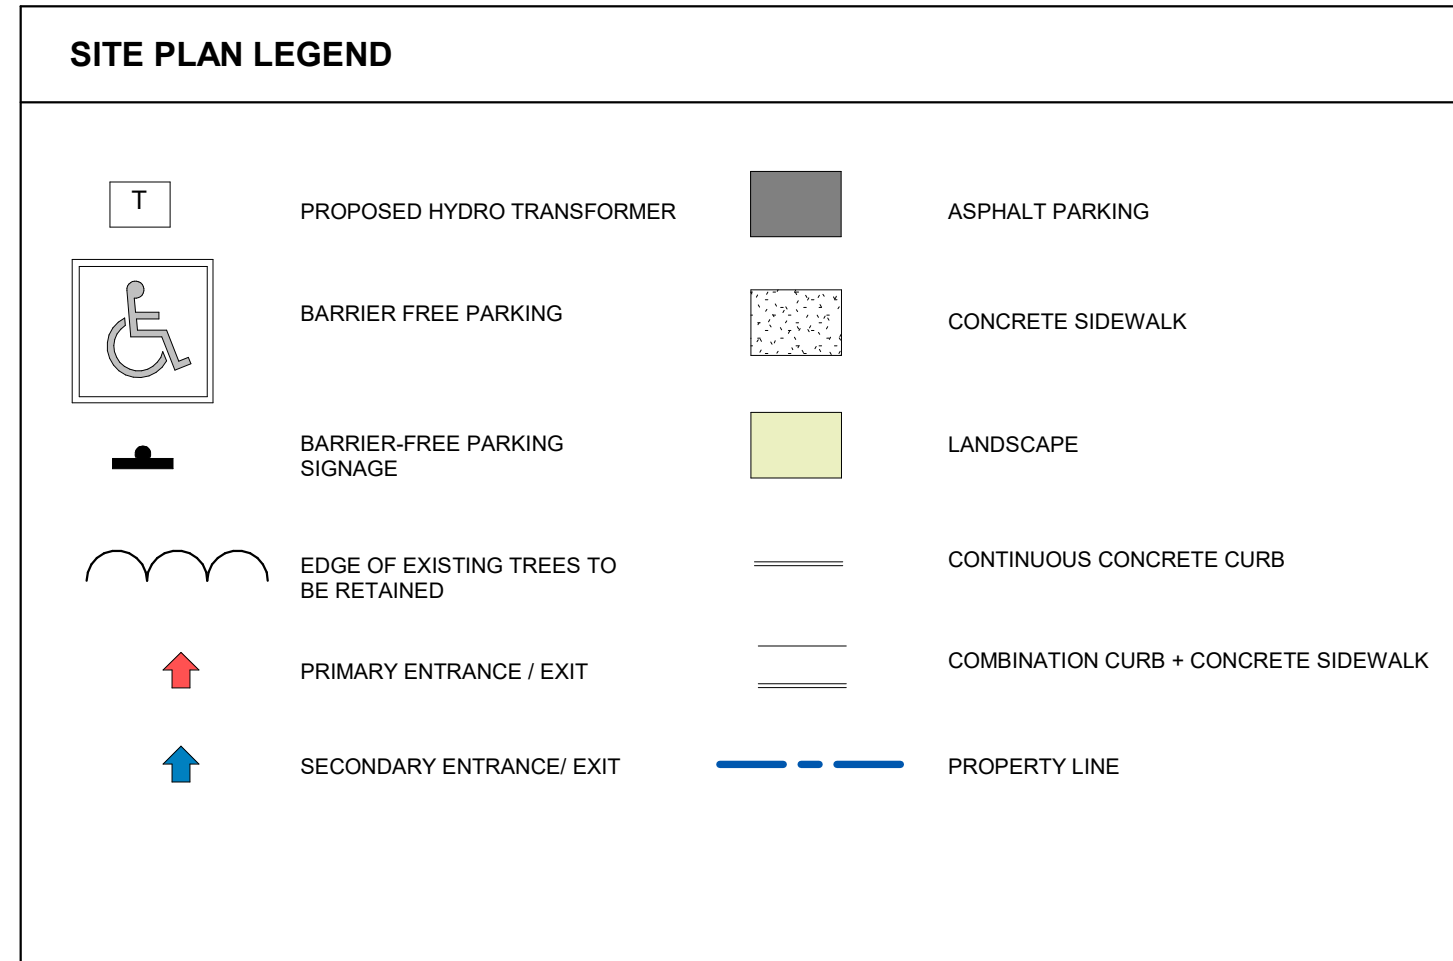 SITE PLAN LEGEND
T
PROPOSED HYDRO TRANSFORMER
BARRIER FREE PARKING
BARRIER-FREE PARKING
SIGNAGE
EDGE OF EXISTING TREES TO
BE RETAINED
PRIMARY ENTRANCE / EXIT
SECONDARY ENTRANCE/ EXIT
ASPHALT PARKING
CONCRETE SIDEWALK
LANDSCAPE
CONTINUOUS CONCRETE CURB
COMBINATION CURB + CONCRETE SIDEWALK
PROPERTY LINE